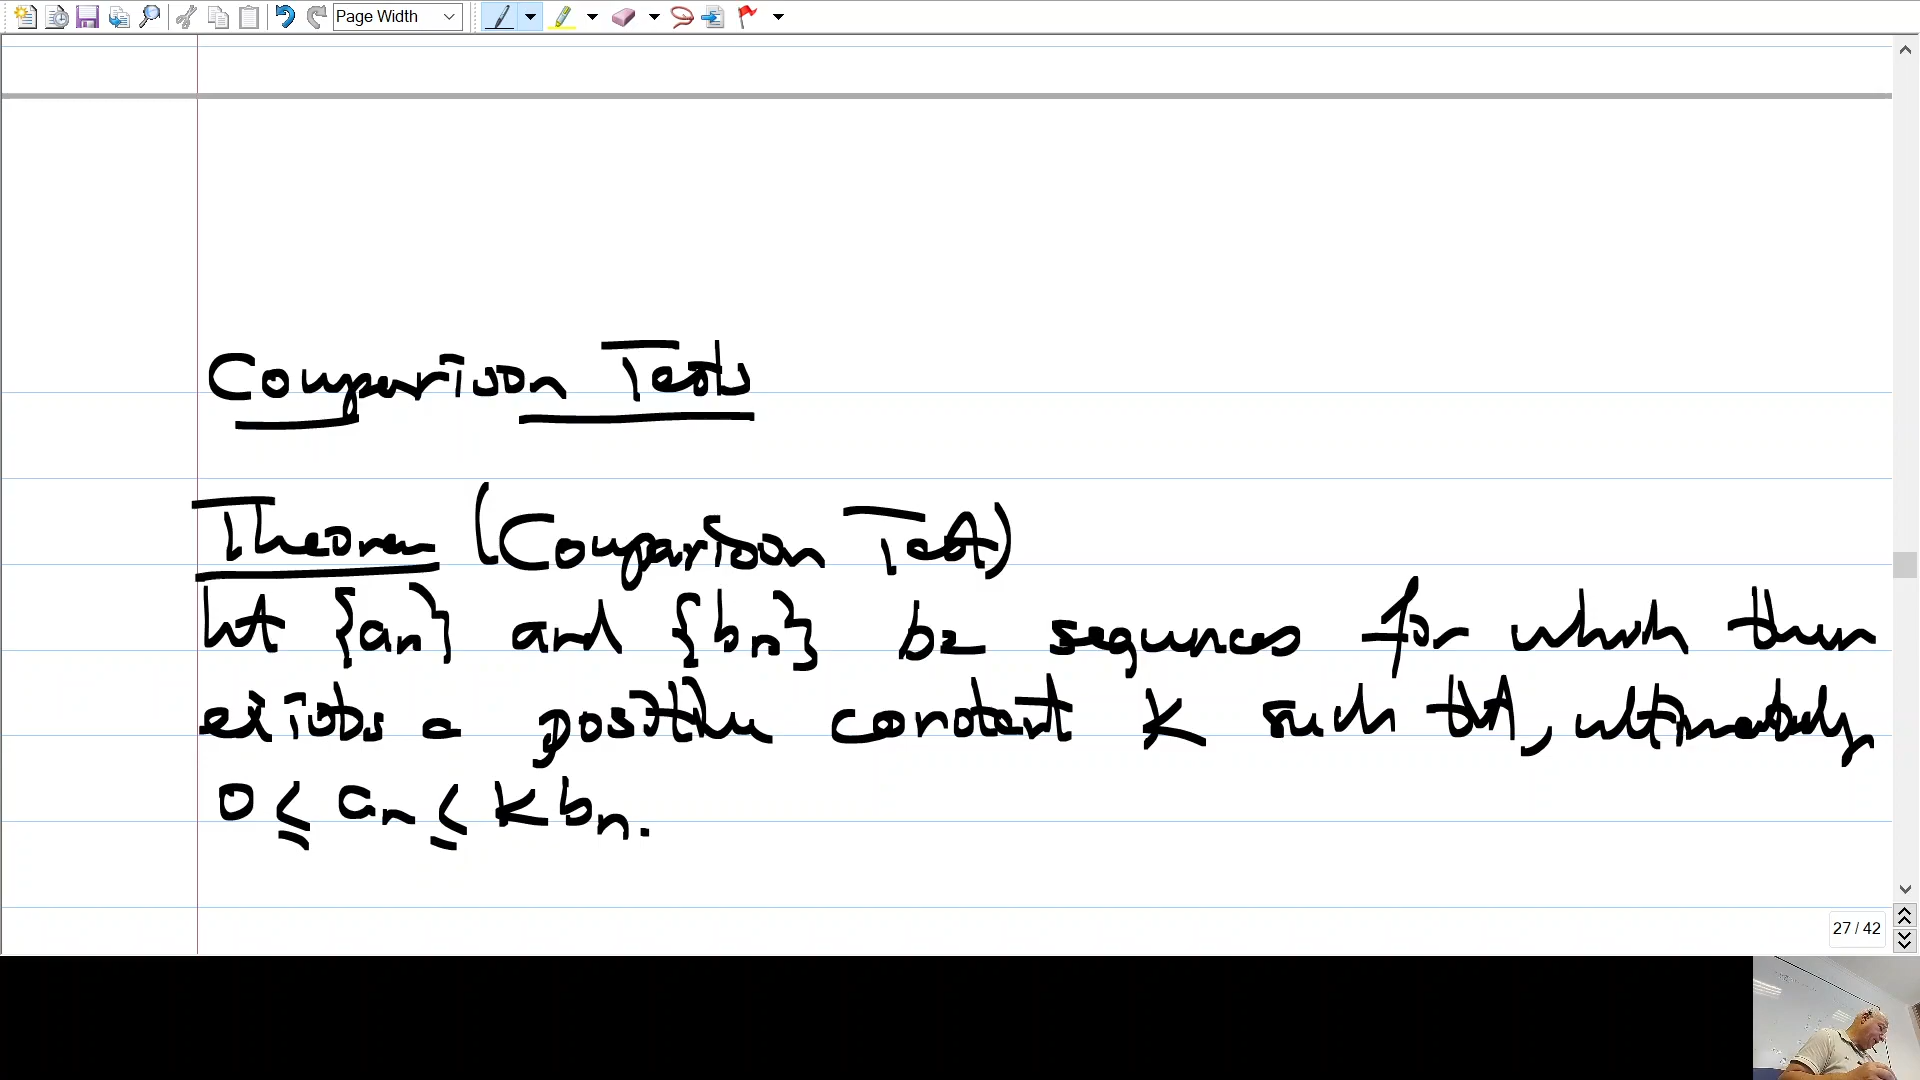 Page Width
Comparison Tests
Theorem (Comparison Test)
Let {an} and {bn} be sequences for which there
exists a positive constant K such that, ultimately
0 ≤ an ≤ K bn.
27 / 42